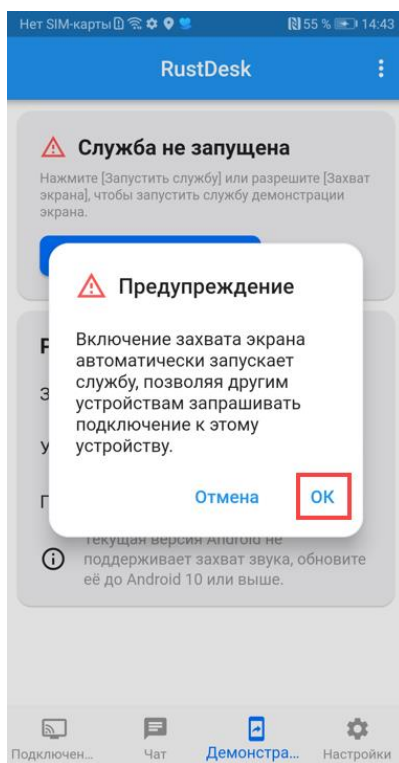 Нет SIM-карты 55 % 14:43
RustDesk
Служба не запущена
Нажмите [Запустить службу] или разрешите [Захват
экрана], чтобы запустить службу демонстрации
экрана.
Предупреждение
Включение захвата экрана
автоматически запускает
службу, позволяя другим
устройствам запрашивать
подключение к этому
устройству.
Отмена
ОК
Текущая версия Android не
поддерживает захват звука, обновите
её до Android 10 или выше.
Подключен...
Чат
Демонстра...
Настройки